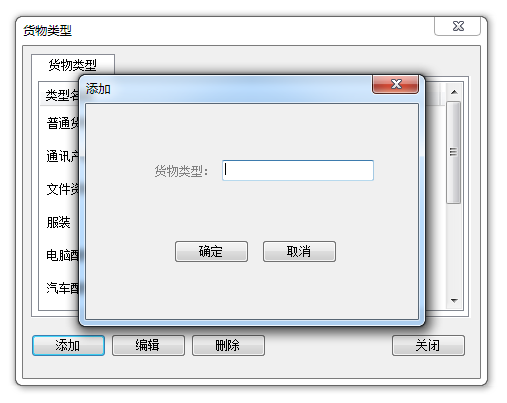 货物类型
货物类型
添加
类型名
普通货
通讯产
文件资
服装
电脑配
汽车配
货物类型：
确定
取消
添加
编辑
删除
关闭